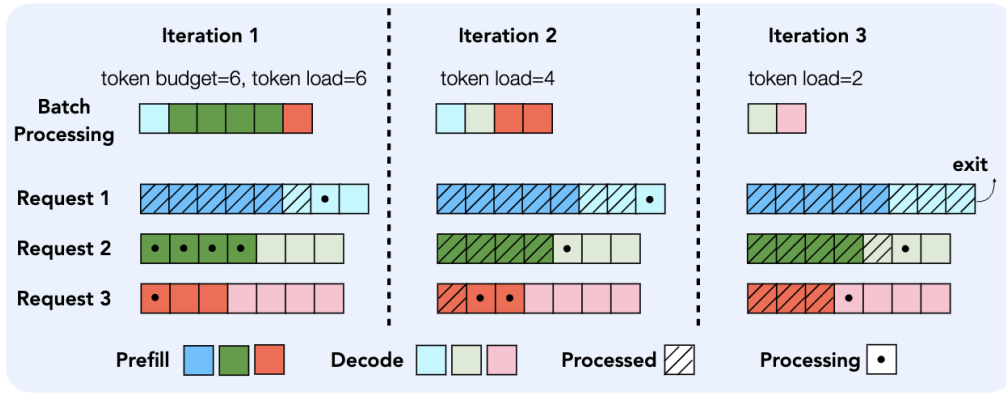 Iteration 1
Iteration 2
Iteration 3
token budget=6, token load=6
token load=4
token load=2
Batch
Processing
exit
Request 1
Request 2
Request 3
Prefill
Decode
Processed
Processing